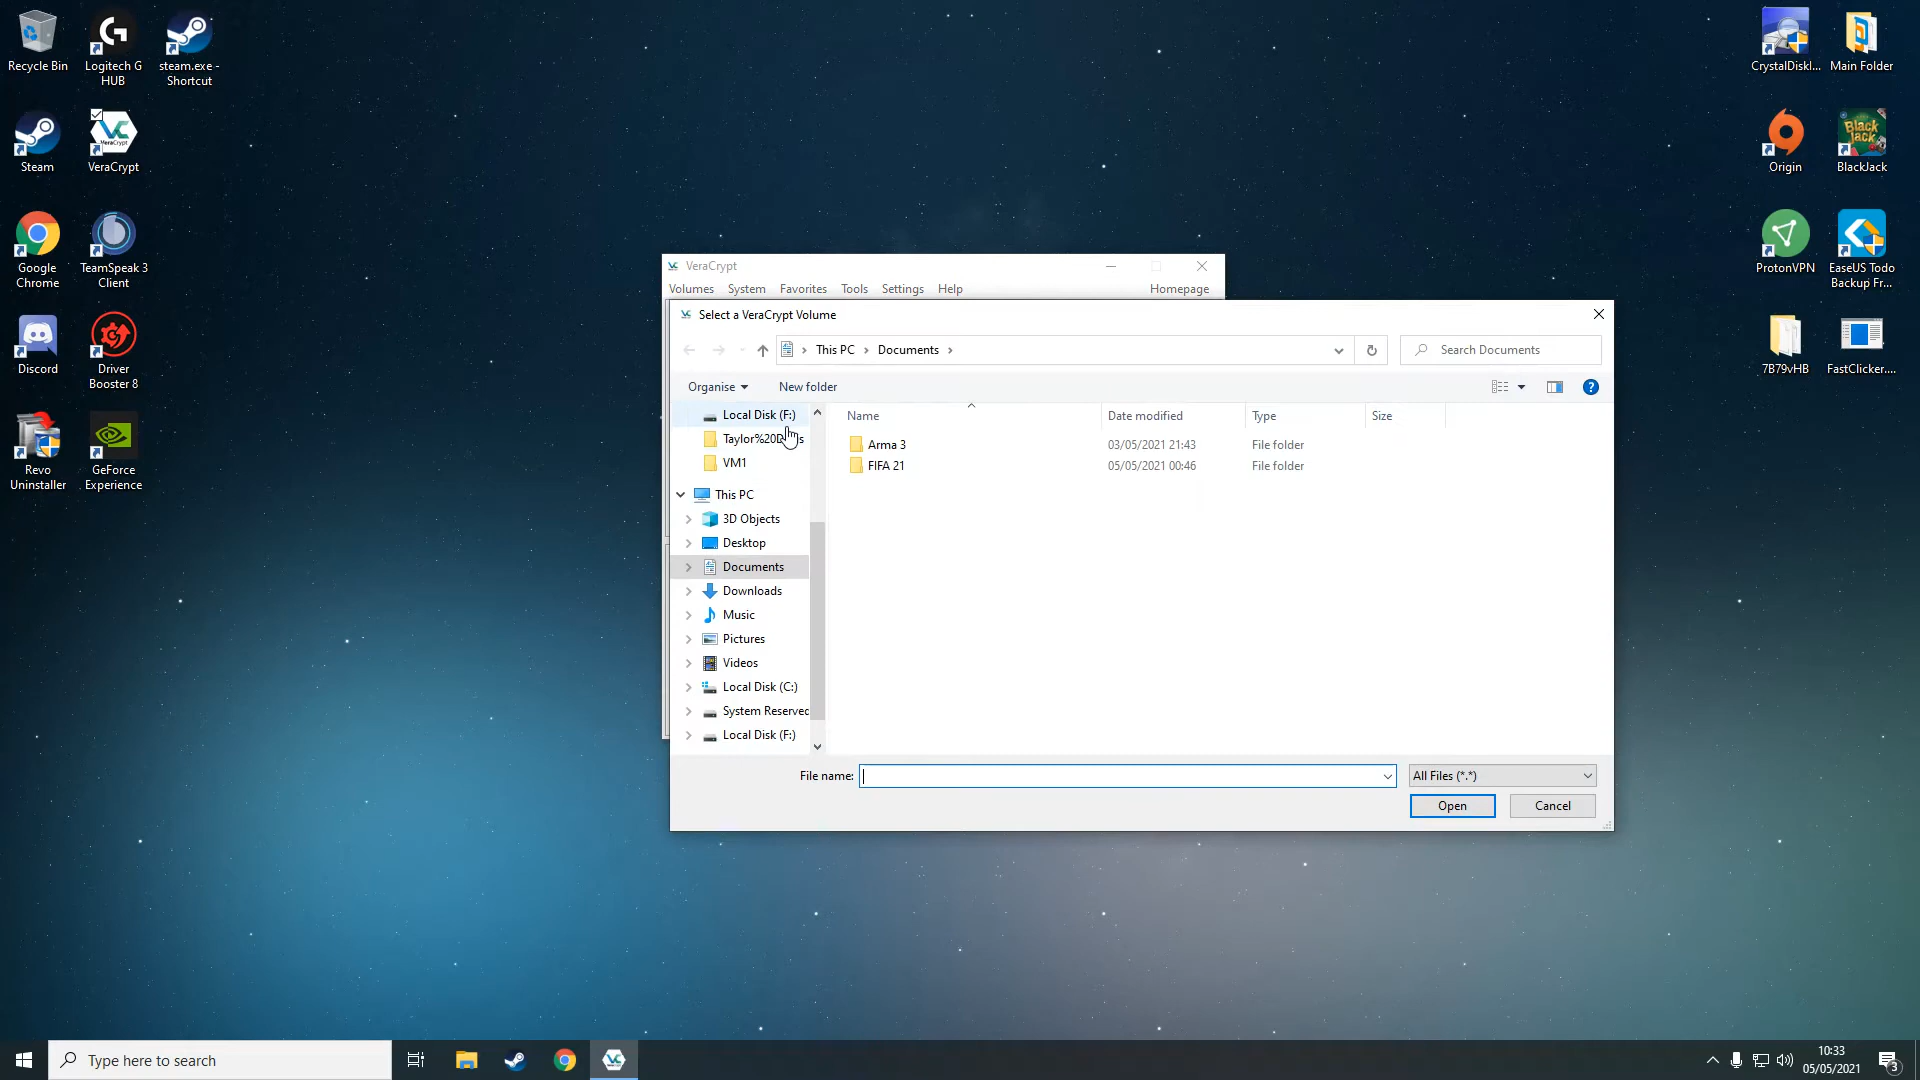 Recycle Bin
Logitech G
HUB
steam.exe -
Shortcut
Steam
VeraCrypt
Google
Chrome
TeamSpeak 3
Client
Discord
Driver
Booster 8
Revo
Uninstaller
GeForce
Experience
CrystalDiskI...
Main Folder
Origin
BlackJack
ProtonVPN
EaseUS Todo
Backup Fr...
7B79vHB
FastClicker....
VeraCrypt
Volumes System Favorites Tools Settings Help Homepage
Select a VeraCrypt Volume
This PC Documents
Search Documents
Organise New folder
Name Date modified Type Size
Local Disk (F:)
VM1
This PC
3D Objects
Desktop
Documents
Downloads
Music
Pictures
Videos
Local Disk (C:)
System Reserved
Local Disk (F:)
Arma 3 03/05/2021 21:43 File folder
FIFA 21 05/05/2021 00:46 File folder
File name:
All Files (*.*)
Open Cancel
Type here to search
10:33
05/05/2021
3